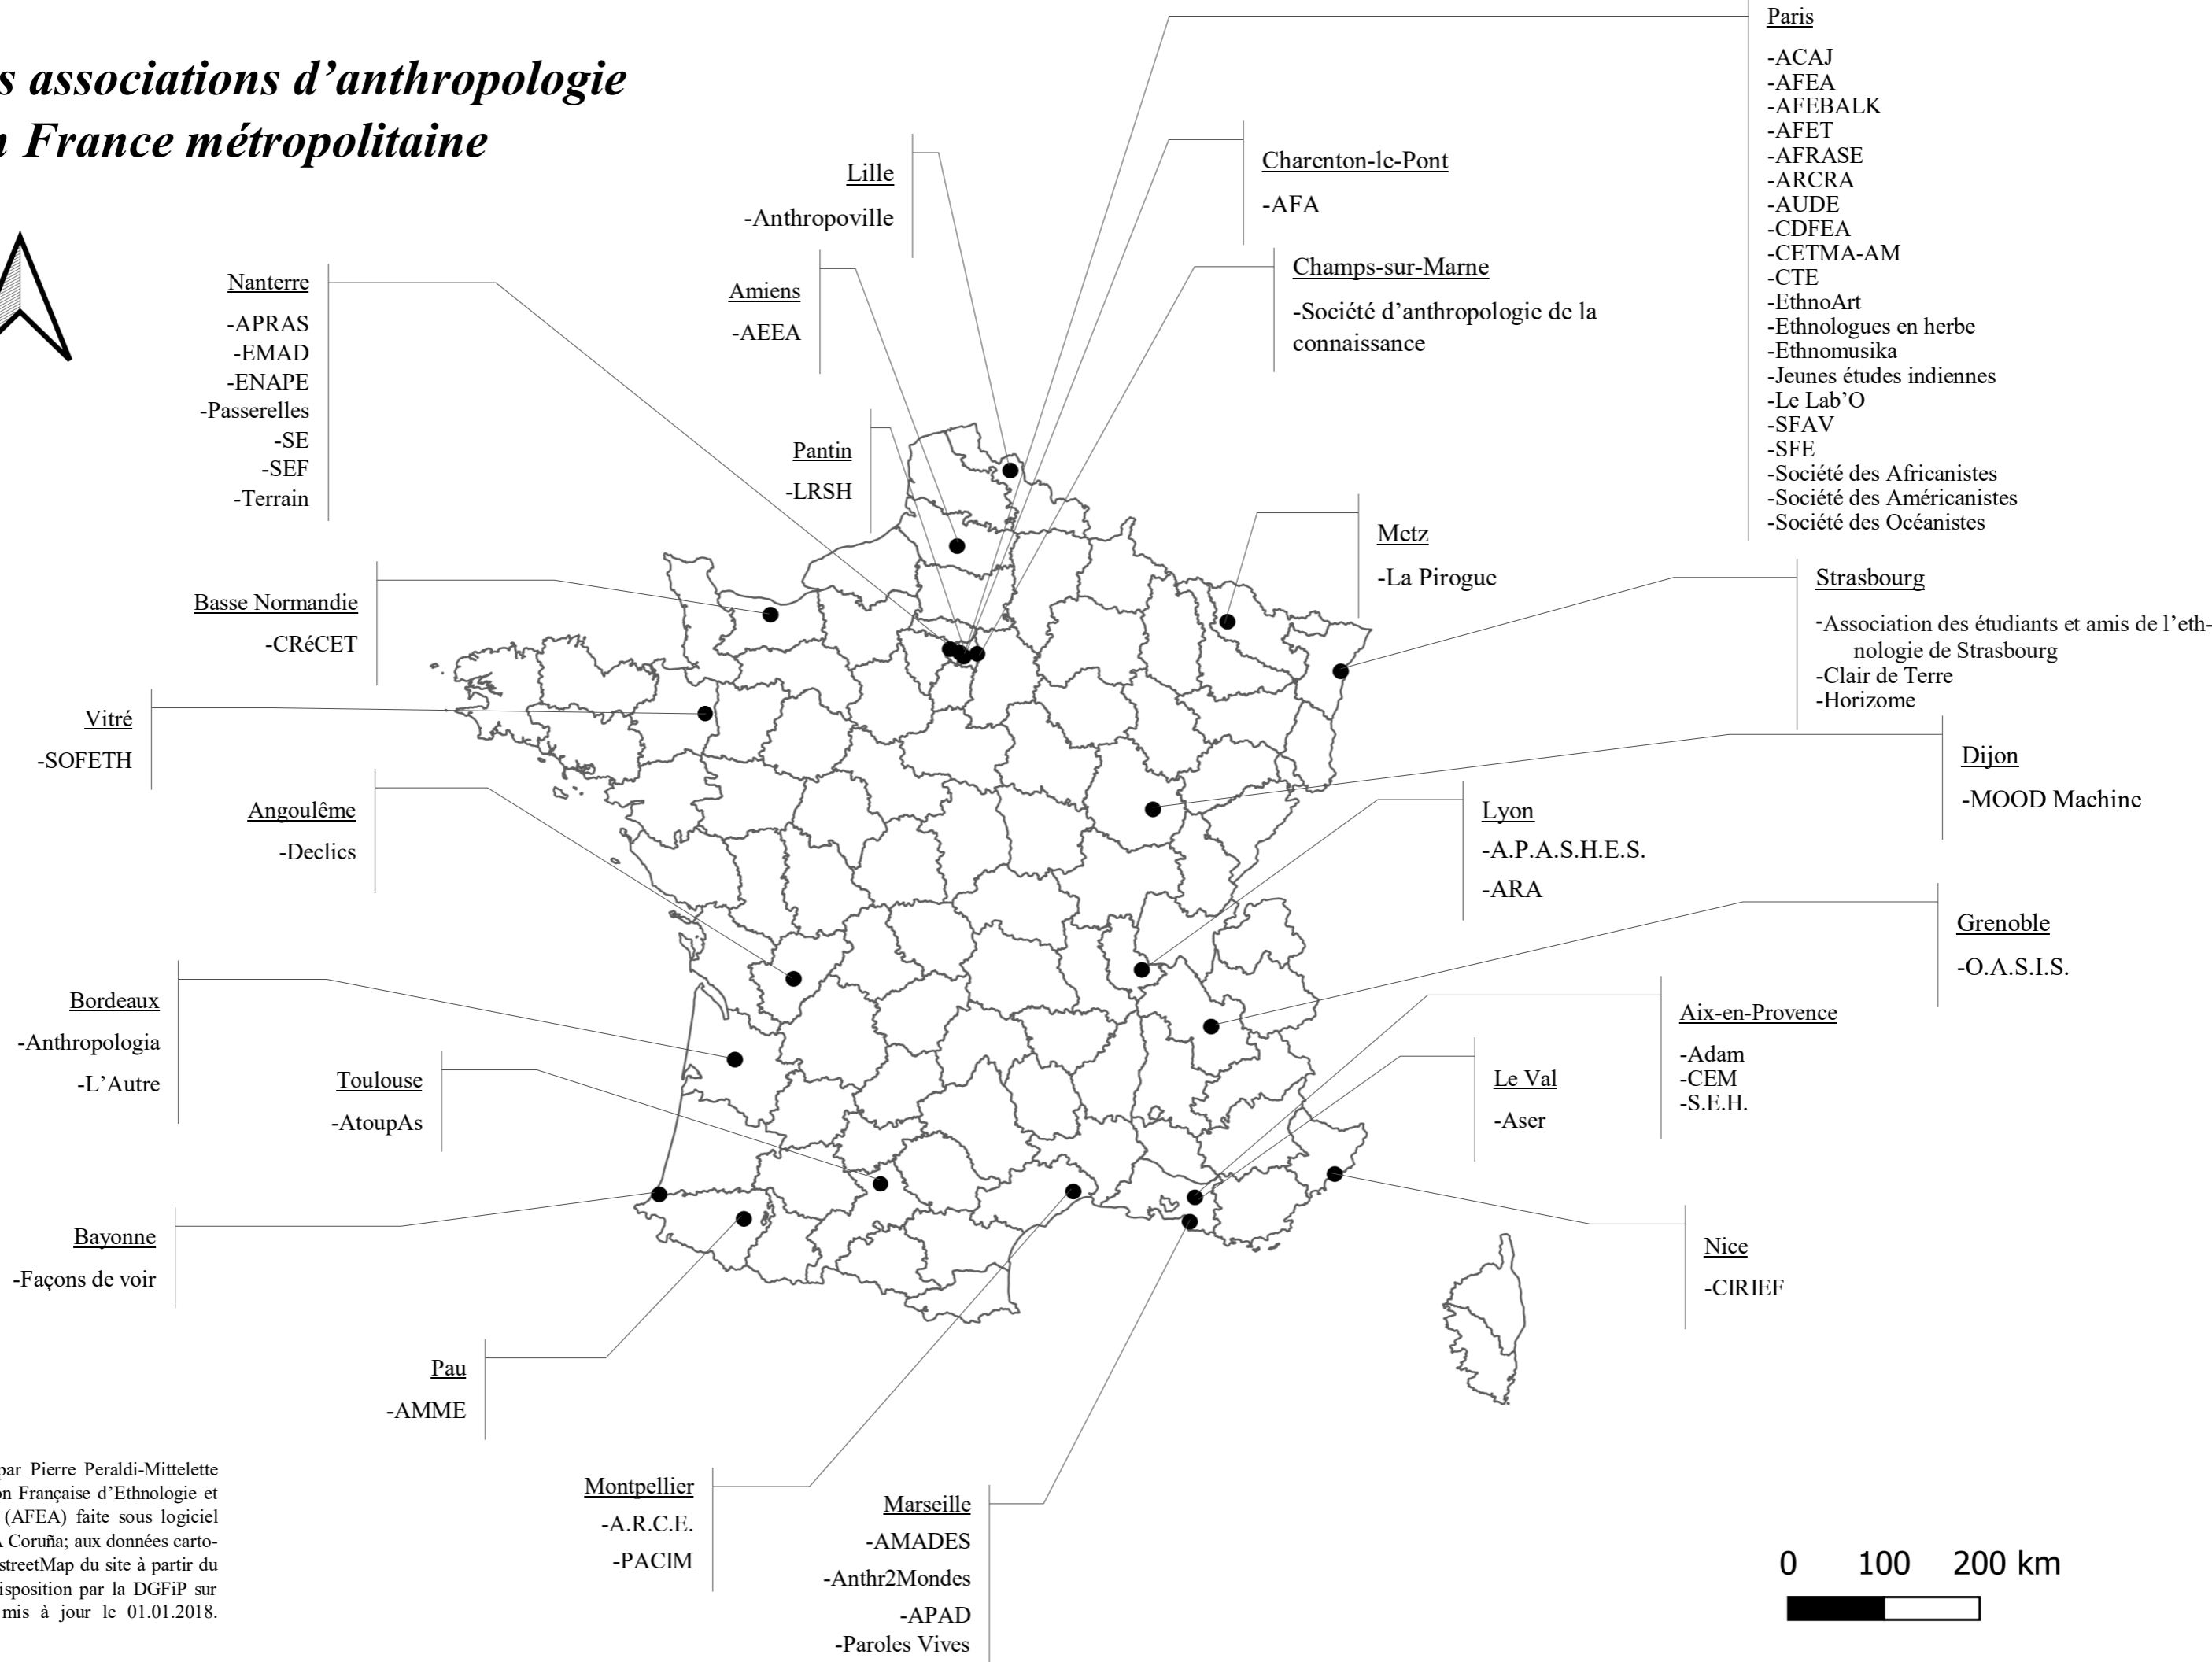 s associations d’anthropologie
n France métropolitaine
Paris
-ACAJ
-AFEA
-AFEBALK
-AFET
-AFRASE
-ARCRA
-AUDE
-CDFEA
-CETMA-AM
-CTE
-EthnoArt
-Ethnologues en herbe
-Ethnomusika
-Jeunes études indiennes
-Le Lab’O
-SFAV
-SFE
-Société des Africanistes
-Société des Américanistes
-Société des Océanistes
Charenton-le-Pont
-AFA
Lille
-Anthropoville
Champs-sur-Marne
-Société d’anthropologie de la
connaissance
Amiens
-AEEA
Nanterre
-APRAS
-EMAD
-ENAPE
-Passerelles
-SE
-SEF
-Terrain
Pantin
-LRSH
Metz
-La Pirogue
Strasbourg
-Association des étudiants et amis de l’eth-
nologie de Strasbourg
-Clair de Terre
-Horizome
Basse Normandie
-CRéCET
Vitré
-SOFETH
Dijon
-MOOD Machine
Angoulême
-Declics
Lyon
-A.P.A.S.H.E.S.
-ARA
Grenoble
-O.A.S.I.S.
Bordeaux
-Anthropologia
-L’Autre
Aix-en-Provence
-Adam
-CEM
-S.E.H.
Toulouse
-AtoupAs
Le Val
-Aser
Bayonne
-Façons de voir
Nice
-CIRIEF
Pau
-AMME
Montpellier
-A.R.C.E.
-PACIM
Marseille
-AMADES
-Anthr2Mondes
-APAD
-Paroles Vives
par Pierre Peraldi-Mittelette
on Française d’Ethnologie et
(AFEA) faite sous logiciel
A Coruña; aux données carto-
streetMap du site à partir du
isposition par la DGFiP sur
mis à jour le 01.01.2018.
0 100 200 km